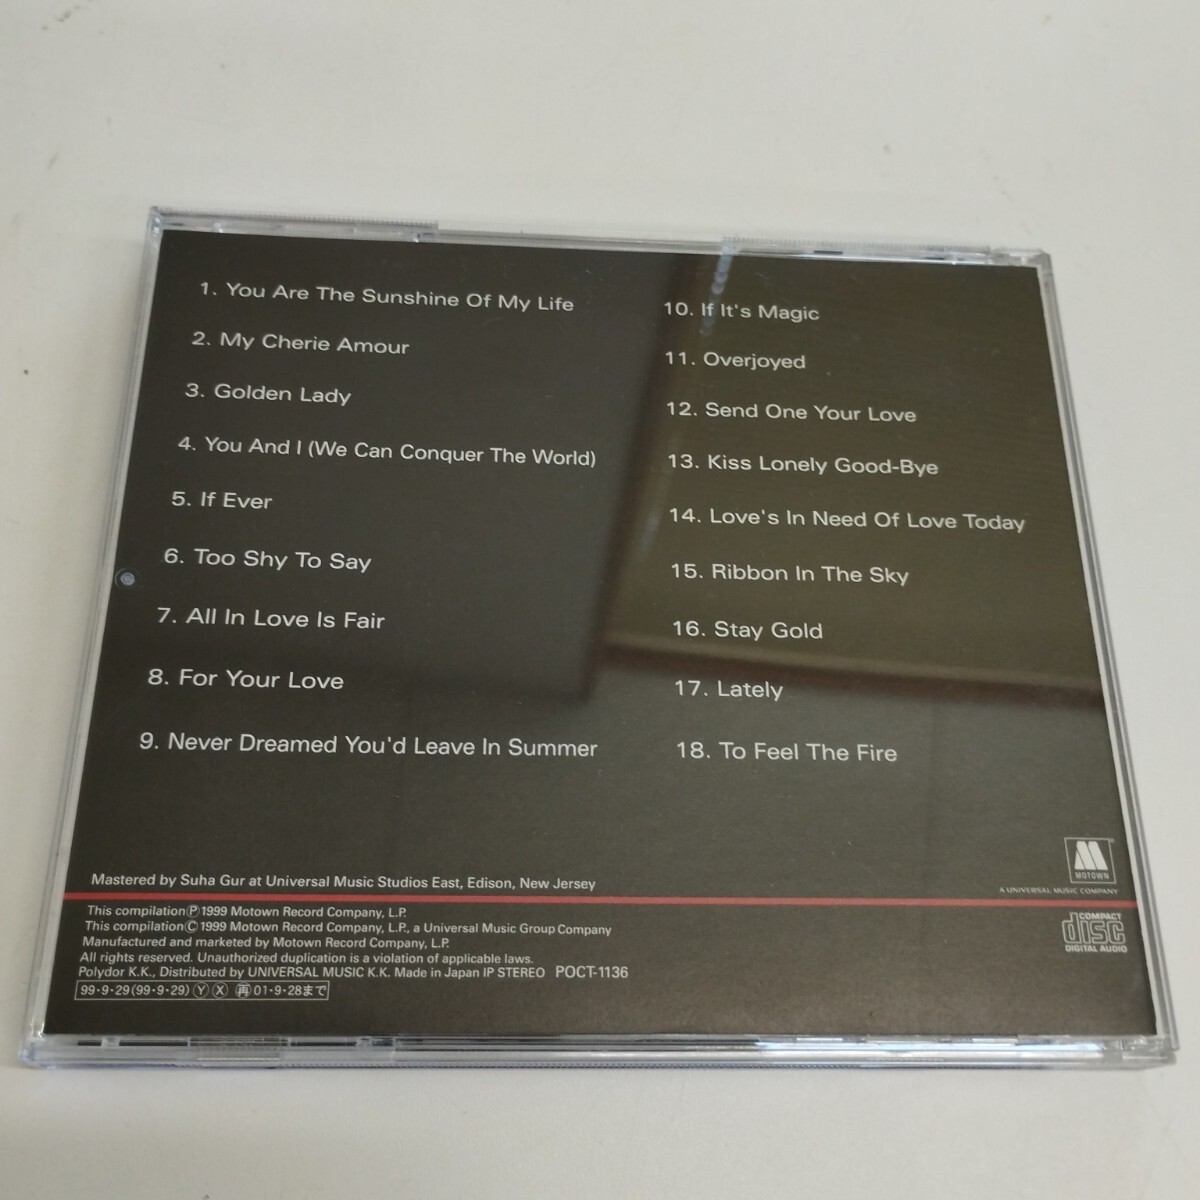 1. You Are The Sunshine Of My Life
2. My Cherie Amour
3. Golden Lady
4. You And I (We Can Conquer The World)
5. If Ever
6. Too Shy To Say
7. All In Love Is Fair
8. For Your Love
9. Never Dreamed You'd Leave In Summer
10. If It's Magic
11. Overjoyed
12. Send One Your Love
13. Kiss Lonely Good-Bye
14. Love's In Need Of Love Today
15. Ribbon In The Sky
16. Stay Gold
17. Lately
18. To Feel The Fire
Mastered by Suha Gur at Universal Music Studios East, Edison, New Jersey
MOTOWN
A UNIVERSAL MUSIC COMPANY
This compilation Ⓟ 1999 Motown Record Company, L.P.
This compilation Ⓒ 1999 Motown Record Company, L.P., a Universal Music Group Company
Manufactured and marketed by Motown Record Company, L.P.
All rights reserved. Unauthorized duplication is a violation of applicable laws.
Polydor K.K., Distributed by UNIVERSAL MUSIC K.K. Made in Japan IP STEREO POCT-1136
99・9・29(99・9・29) Ⓨ Ⓧ 再 01・9・28まで
COMPACT
disc
DIGITAL AUDIO